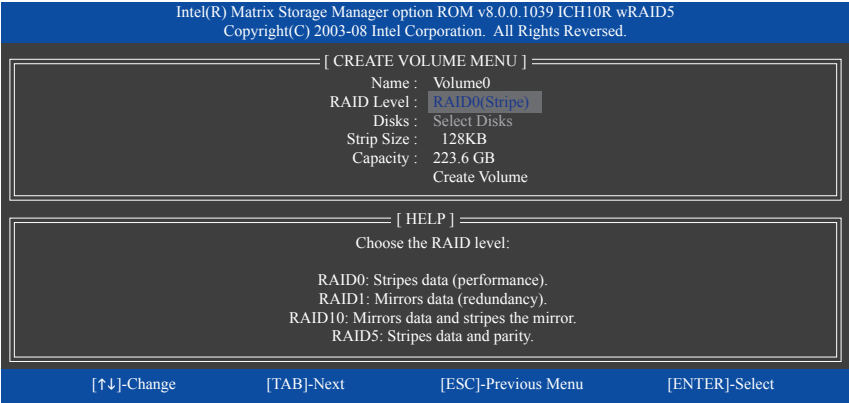 Intel(R) Matrix Storage Manager option ROM v8.0.0.1039 ICH10R wRAID5
Copyright(C) 2003-08 Intel Corporation. All Rights Reversed.
[ CREATE VOLUME MENU ]
Name : Volume0
RAID Level : RAID0(Stripe)
Disks : Select Disks
Strip Size : 128KB
Capacity : 223.6 GB
Create Volume
[ HELP ]
Choose the RAID level:
RAID0: Stripes data (performance).
RAID1: Mirrors data (redundancy).
RAID10: Mirrors data and stripes the mirror.
RAID5: Stripes data and parity.
[↑↓]-Change [TAB]-Next [ESC]-Previous Menu [ENTER]-Select